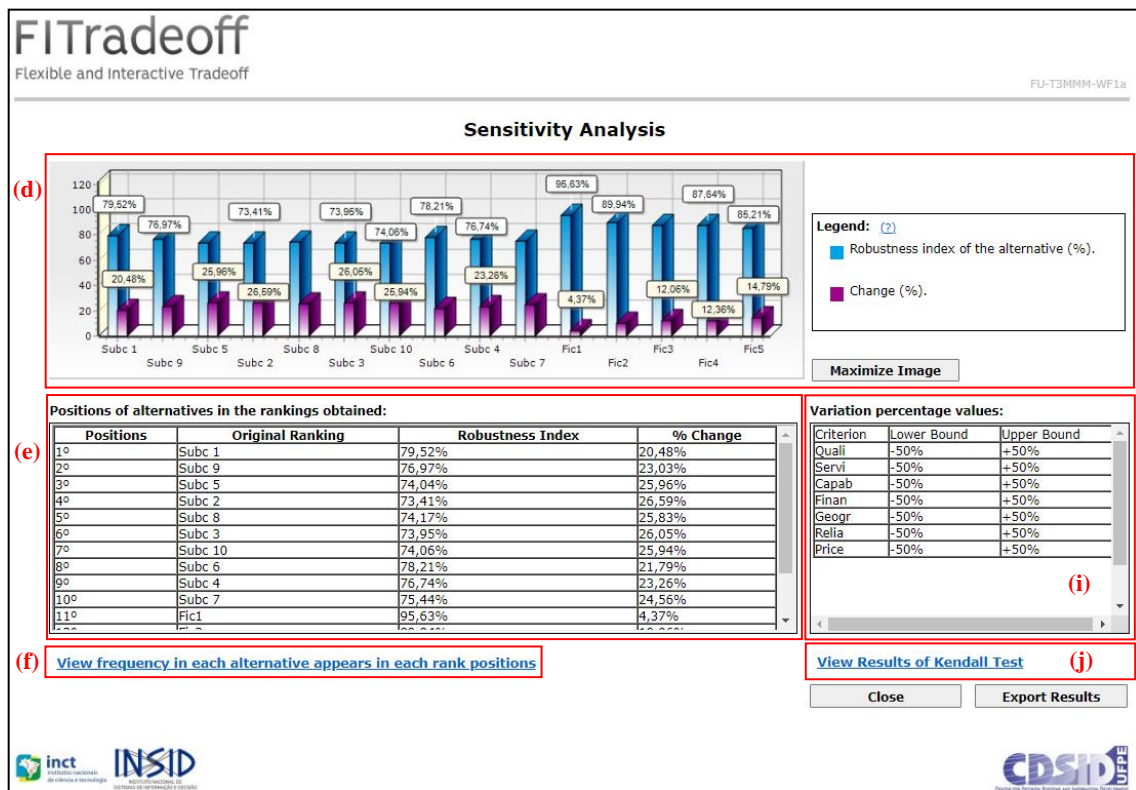 FITradeoff
Flexible and Interactive Tradeoff
FU-T3MMM-WF1a
Sensitivity Analysis
(d)
120
100
80
60
40
20
0
79,52%
76,97%
73,41%
73,95%
74,06%
78,21%
76,74%
95,63%
89,94%
87,64%
85,21%
20,48%
25,96%
26,59%
26,05%
25,94%
23,26%
4,37%
12,06%
12,36%
14,79%
Subc 1 Subc 5 Subc 8 Subc 10 Subc 4 Fic1 Fic3 Fic5
Subc 9 Subc 2 Subc 3 Subc 6 Subc 7 Fic2 Fic4
Legend: (?)
Robustness index of the alternative (%).
Change (%).
Maximize Image
(e)
Positions of alternatives in the rankings obtained:
Positions Original Ranking Robustness Index % Change
1º Subc 1 79,52% 20,48%
2º Subc 9 76,97% 23,03%
3º Subc 5 74,04% 25,96%
4º Subc 2 73,41% 26,59%
5º Subc 8 74,17% 25,83%
6º Subc 3 73,95% 26,05%
7º Subc 10 74,06% 25,94%
8º Subc 6 78,21% 21,79%
9º Subc 4 76,74% 23,26%
10º Subc 7 75,44% 24,56%
11º Fic1 95,63% 4,37%
Variation percentage values:
Criterion Lower Bound Upper Bound
Quali -50% +50%
Servi -50% +50%
Capab -50% +50%
Finan -50% +50%
Geogr -50% +50%
Relia -50% +50%
Price -50% +50%
(i)
(f) View frequency in each alternative appears in each rank positions
View Results of Kendall Test (j)
Close Export Results
inct
institutos nacionais
de ciência e tecnologia
INSID
INSTITUTO NACIONAL DE
SISTEMAS DE INFORMAÇÃO E DECISÃO
CDSID UFPE